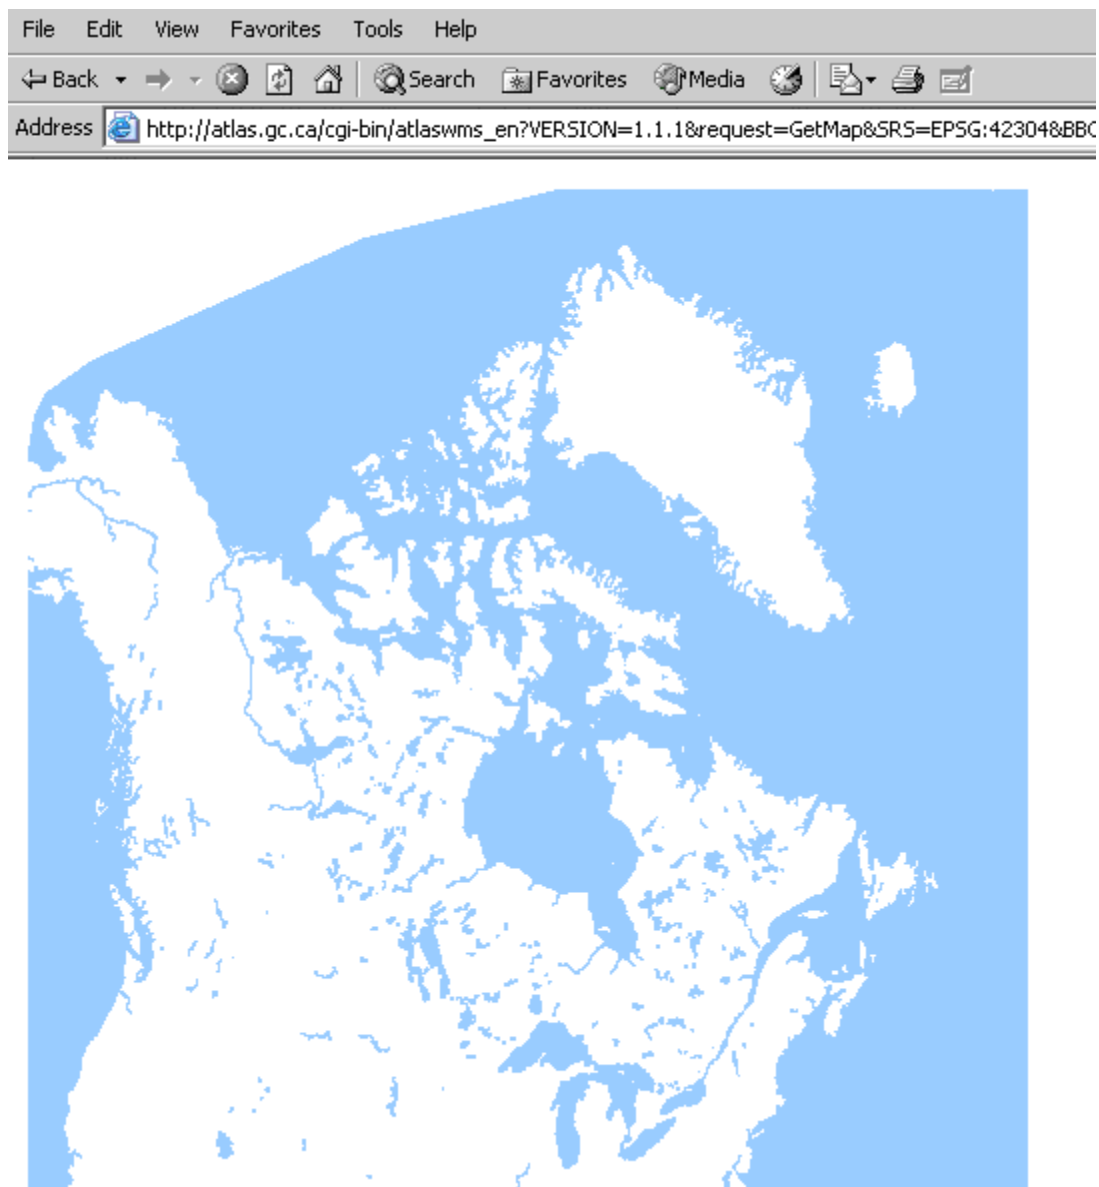 File Edit View Favorites Tools Help
Back Search Favorites Media
Address http://atlas.gc.ca/cgi-bin/atlaswms_en?VERSION=1.1.1&request=GetMap&SRS=EPSG:42304&BBO